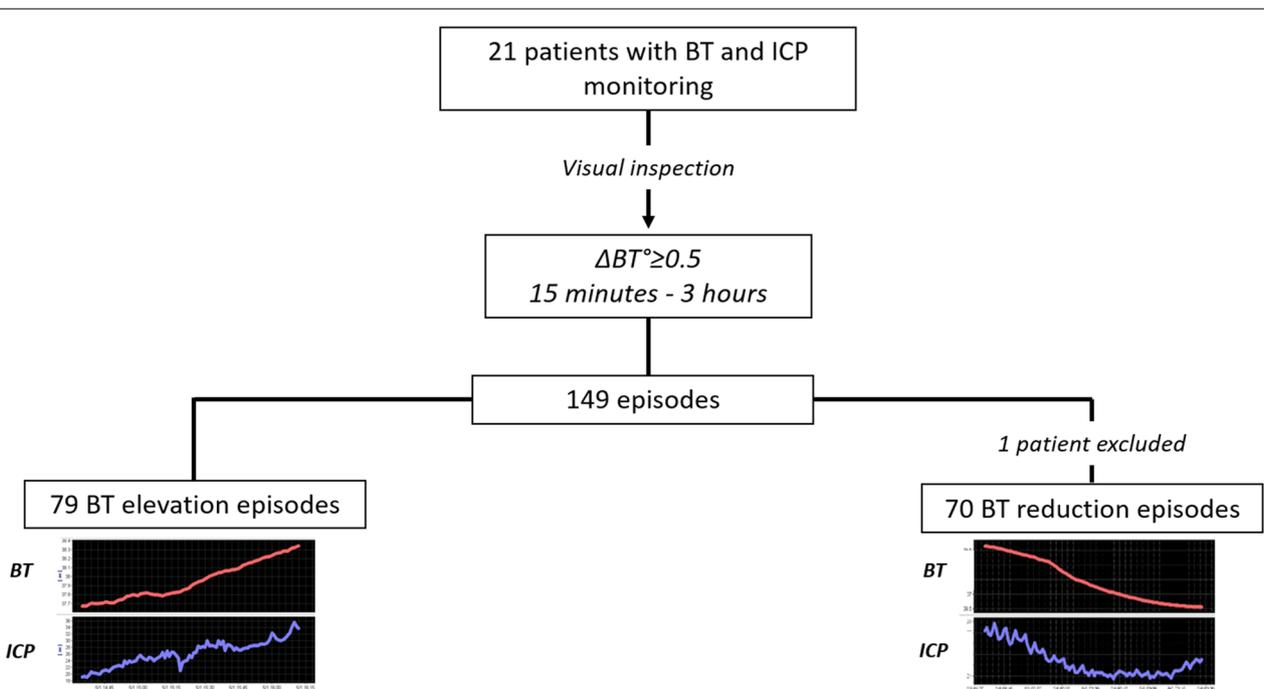 21 patients with BT and ICP
monitoring
Visual inspection
ΔBT°≥0.5
15 minutes - 3 hours
149 episodes
1 patient excluded
79 BT elevation episodes
70 BT reduction episodes
BT
BT
ICP
ICP